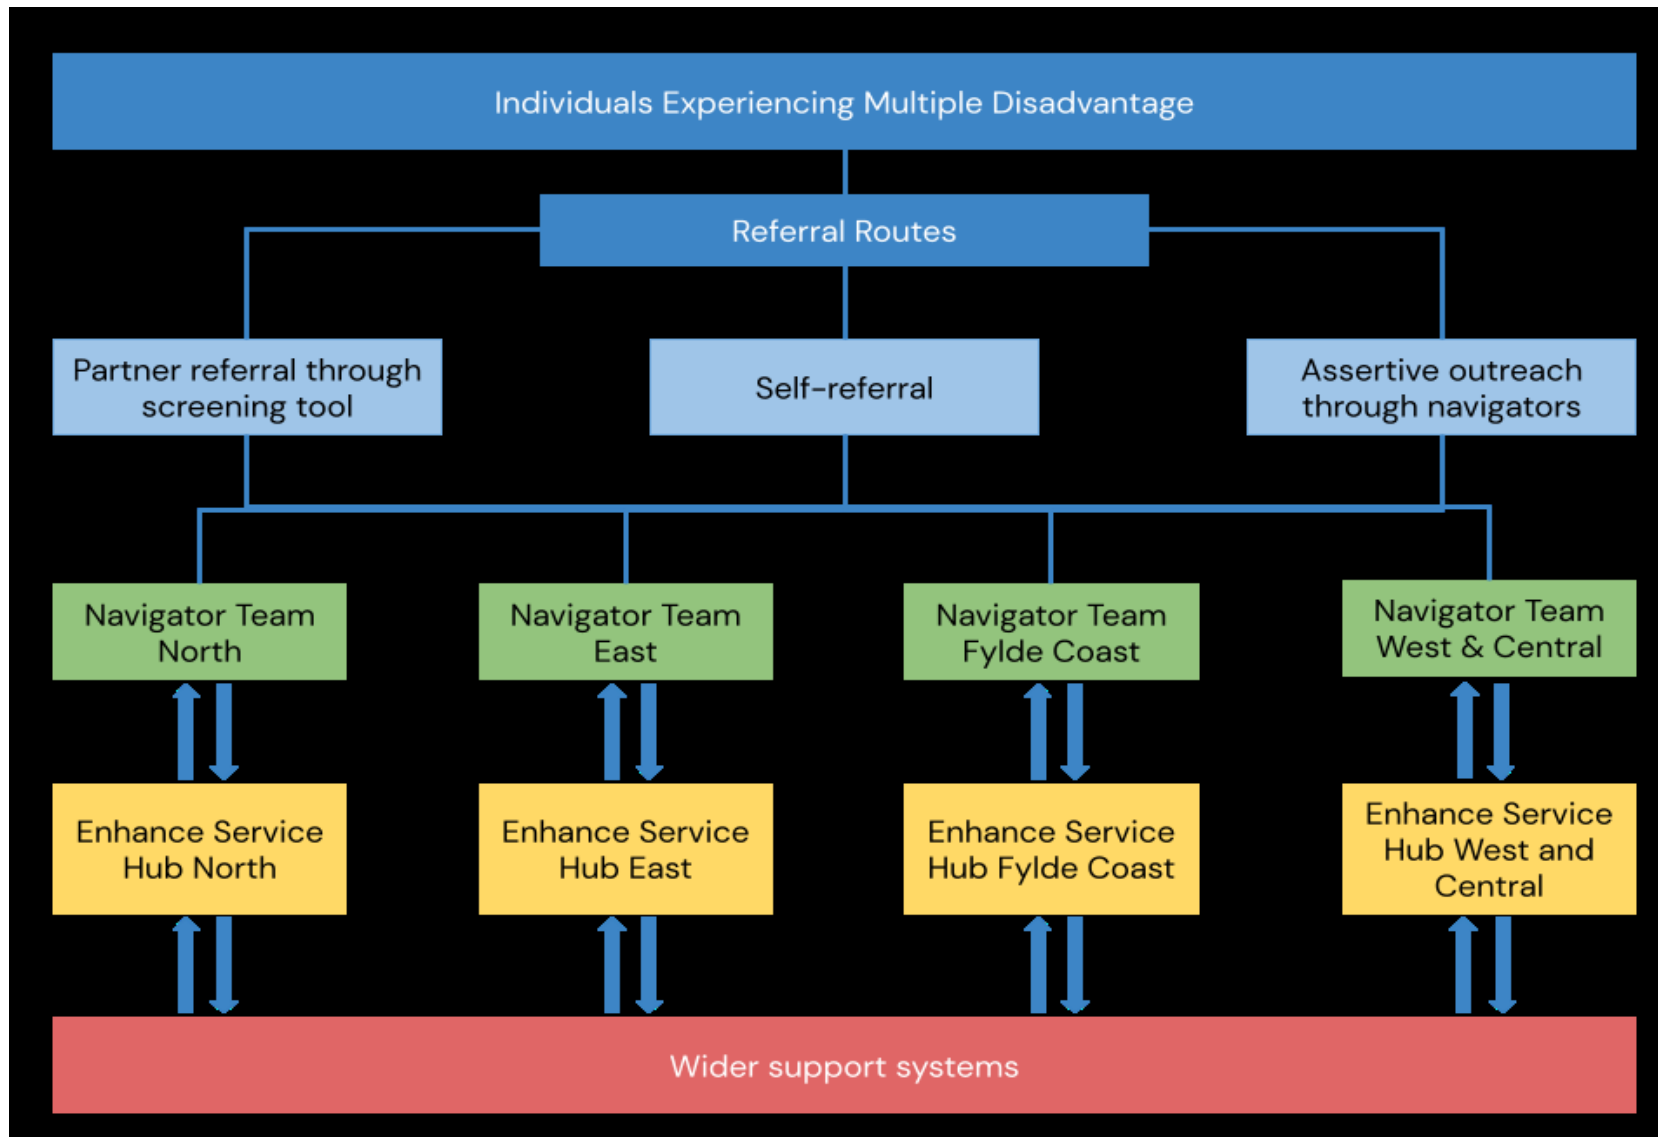 Individuals Experiencing Multiple Disadvantage
Referral Routes
Partner referral through
screening tool
Self-referral
Assertive outreach
through navigators
Navigator Team
North
Navigator Team
East
Navigator Team
Fylde Coast
Navigator Team
West & Central
Enhance Service
Hub North
Enhance Service
Hub East
Enhance Service
Hub Fylde Coast
Enhance Service
Hub West and
Central
Wider support systems